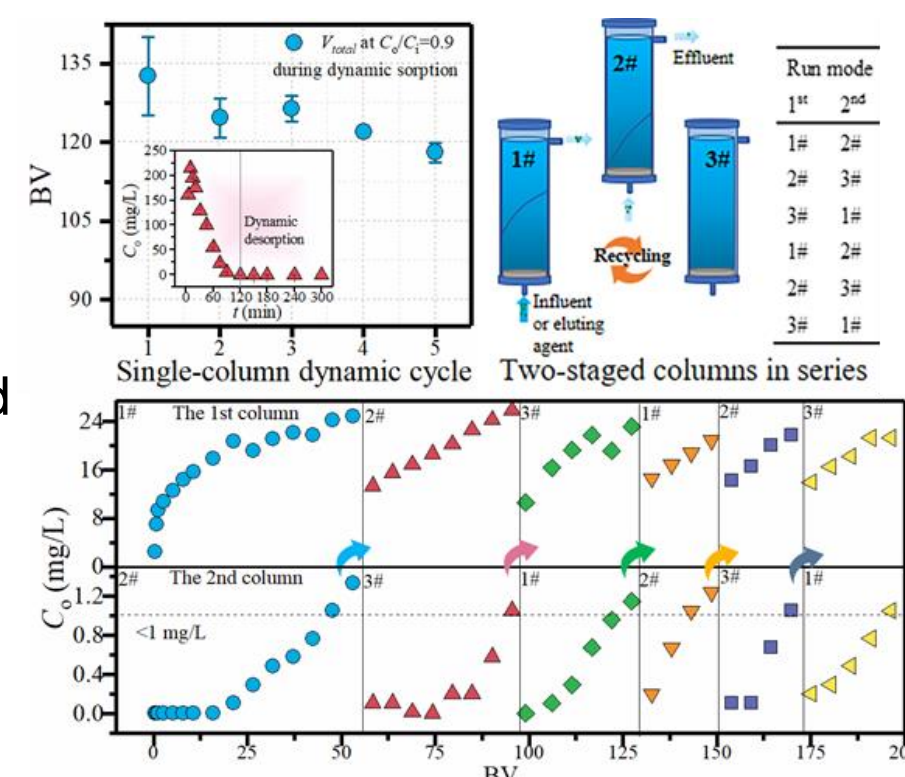 135
120
105
90
BV
V_total at C_o/C_i=0.9
during dynamic sorption
250
200
150
100
50
0
C_o (mg/L)
Dynamic
desorption
0 60 120 180 240 300
t (min)
1 2 3 4 5
Single-column dynamic cycle
1#
2#
3#
Effluent
Recycling
Influent
or eluting
agent
Two-staged columns in series
Run mode
1st 2nd
1# 2#
2# 3#
3# 1#
1# 2#
2# 3#
3# 1#
d
1# The 1st column 2# 3# 1# 2# 3#
24
16
8
0
C_o (mg/L)
2# The 2nd column 3# 1# 2# 3# 1#
1.2
<1 mg/L
0.8
0.4
0.0
0 25 50 75 100 125 150 175 20
BV